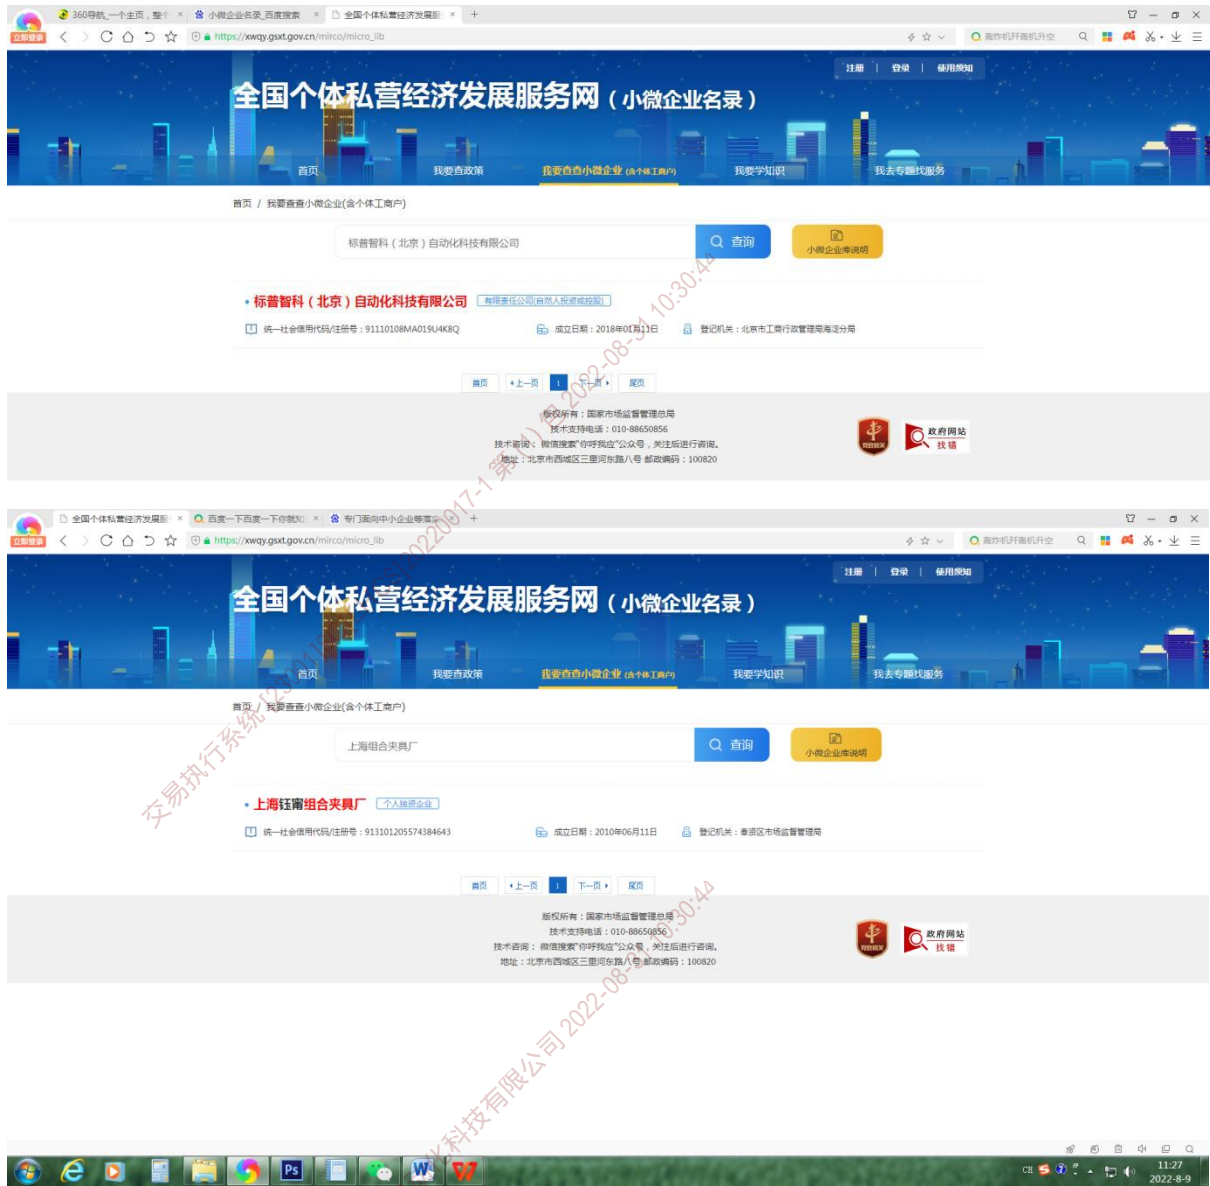 360导航_一个主页，整个 小微企业名录_百度搜索 全国个体私营经济发展服
立即登录 https://xwqy.gsxt.gov.cn/mirco/micro_lib
注册 | 登录 | 使用须知
全国个体私营经济发展服务网（小微企业名录）
首页 我要查政策 我要查查小微企业 (含个体工商户) 我要学知识 我去专题找服务
首页 / 我要查查小微企业(含个体工商户)
标普智科（北京）自动化科技有限公司 查询 小微企业库说明
标普智科（北京）自动化科技有限公司 有限责任公司(自然人投资或控股)
统一社会信用代码/注册号：91110108MA019U4K8Q 成立日期：2018年01月11日 登记机关：北京市工商行政管理局海淀分局
首页 上一页 1 下一页 尾页
版权所有：国家市场监督管理总局
技术支持电话：010-88650856
技术咨询： 微信搜索“你呼我应”公众号，关注后进行咨询。
地址：北京市西城区三里河东路八号 邮政编码：100820
政府网站
找错
全国个体私营经济发展服 百度一下百度一下你就知 专门面向中小企业等落
立即登录 https://xwqy.gsxt.gov.cn/mirco/micro_lib
注册 | 登录 | 使用须知
全国个体私营经济发展服务网（小微企业名录）
首页 我要查政策 我要查查小微企业 (含个体工商户) 我要学知识 我去专题找服务
首页 / 我要查查小微企业(含个体工商户)
上海组合夹具厂 查询 小微企业库说明
上海钰甯组合夹具厂 个人独资企业
统一社会信用代码/注册号：913101205574384643 成立日期：2010年06月11日 登记机关：奉贤区市场监督管理局
首页 上一页 1 下一页 尾页
版权所有：国家市场监督管理总局
技术支持电话：010-88650856
技术咨询： 微信搜索“你呼我应”公众号，关注后进行咨询。
地址：北京市西城区三里河东路八号 邮政编码：100820
政府网站
找错
CH 11:27
2022-8-9